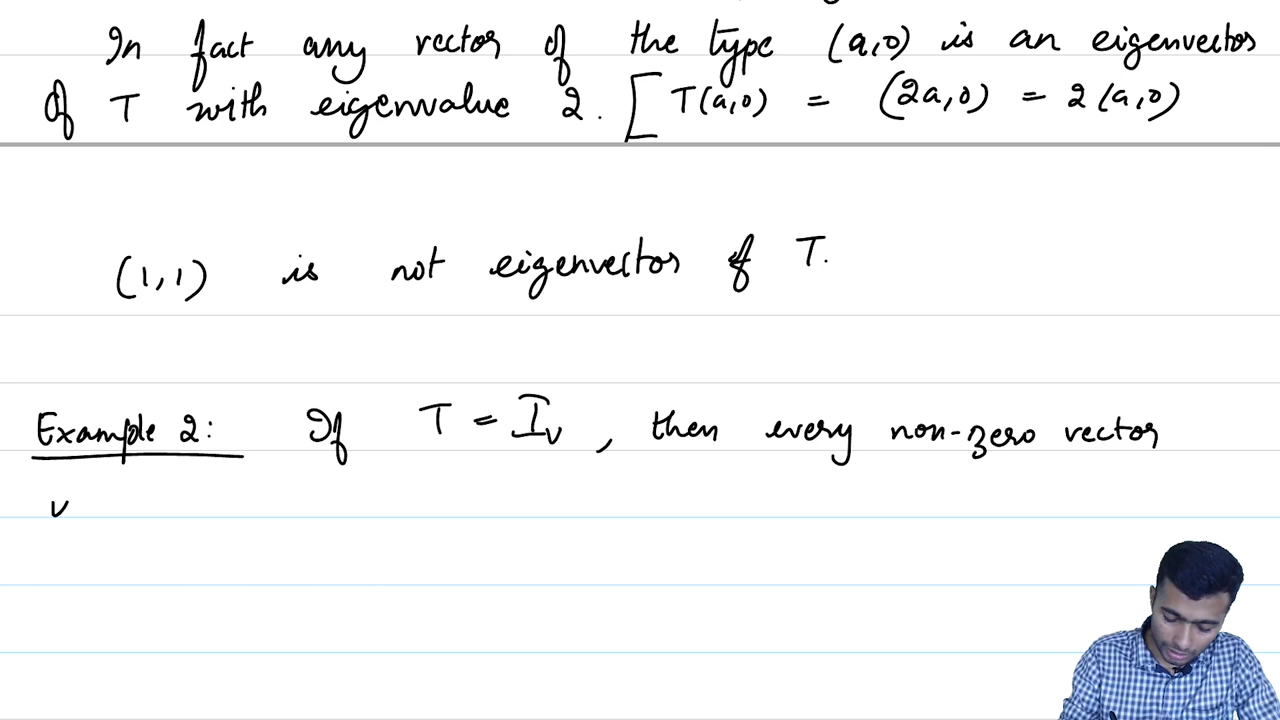 In fact any vector of the type (a,0) is an eigenvector
of T with eigenvalue 2. [ T(a,0) = (2a,0) = 2(a,0)
(1,1) is not eigenvector of T.
Example 2: If T = I_V, then every non-zero vector
v